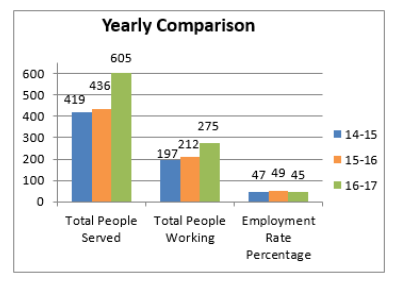 Yearly Comparison
605
600
500
436
419
400
300
275
212
197
200
100
47 49 45
0
14-15
15-16
16-17
Total People
Served
Total People
Working
Employment
Rate
Percentage